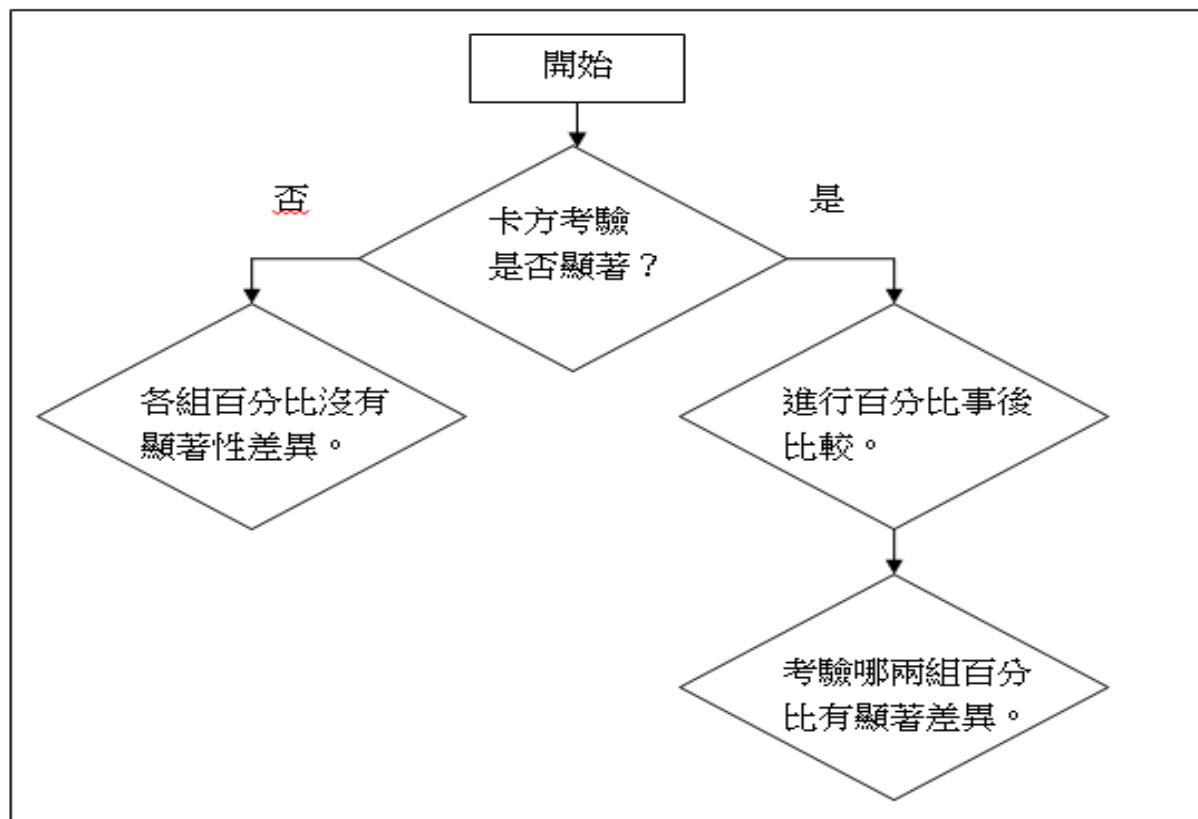 開始
否
是
卡方考驗
是否顯著？
各組百分比沒有
顯著性差異。
進行百分比事後
比較。
考驗哪兩組百分
比有顯著差異。